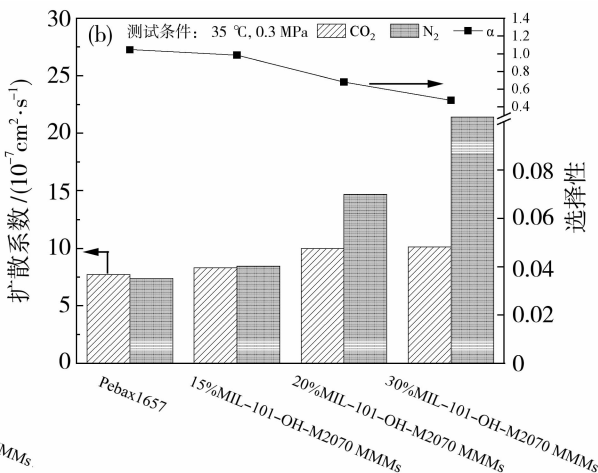 (b) 测试条件: 35 ℃, 0.3 MPa CO₂ N₂ α
扩散系数/(10⁻⁷cm²·s⁻¹)
30
25
20
15
10
5
0
1.4
1.2
1.0
0.8
0.6
0.4
0.08
0.06
0.04
0.02
0
选择性
Pebax1657
15%MIL-101-OH-M2070 MMMs
20%MIL-101-OH-M2070 MMMs
30%MIL-101-OH-M2070 MMMs
MMMs